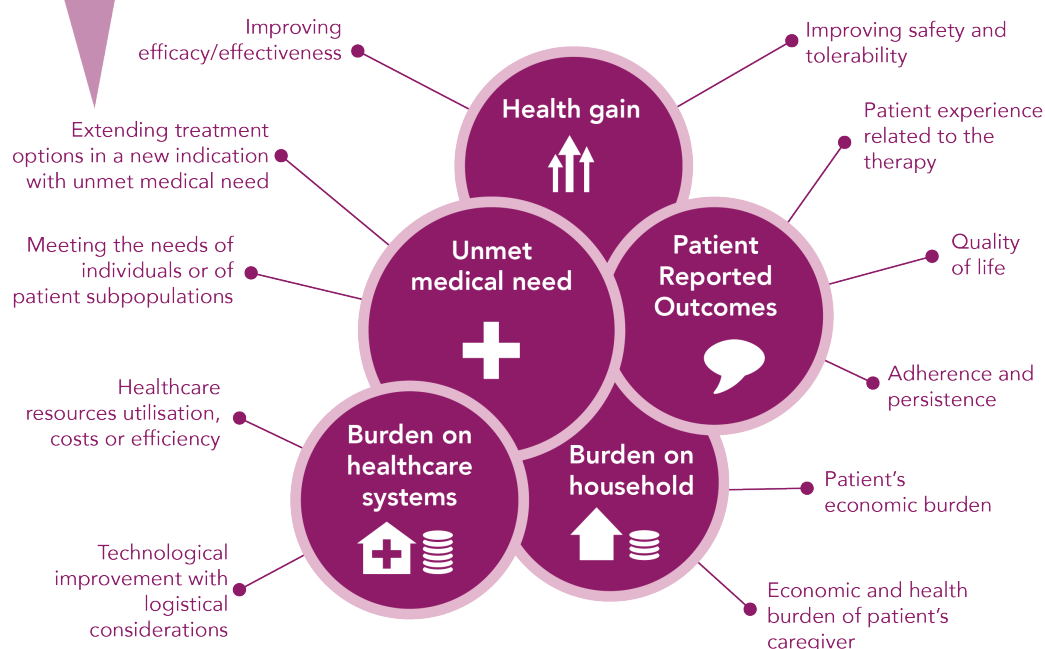 Improving
efficacy/effectiveness
Improving safety and
tolerability
Health gain
Patient experience
related to the
therapy
Extending treatment
options in a new indication
with unmet medical need
Unmet
medical need
Patient
Reported
Outcomes
Quality
of life
Meeting the needs of
individuals or of
patient subpopulations
Adherence and
persistence
Healthcare
resources utilisation,
costs or efficiency
Burden on
healthcare
systems
Burden on
household
Patient's
economic burden
Technological
improvement with
logistical
considerations
Economic and health
burden of patient's
caregiver